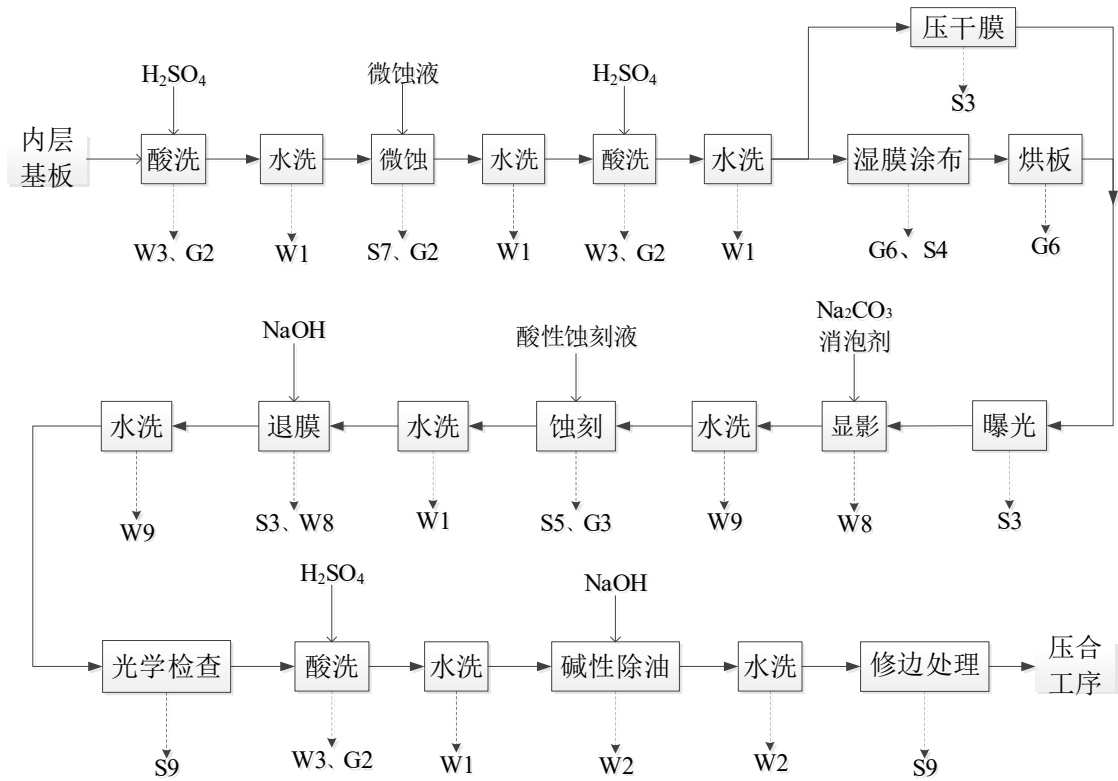 压干膜
S3
H₂SO₄
微蚀液
H₂SO₄
内层
基板
酸洗
水洗
微蚀
水洗
酸洗
水洗
湿膜涂布
烘板
W3、G2
W1
S7、G2
W1
W3、G2
W1
G6、S4
G6
NaOH
酸性蚀刻液
Na₂CO₃
消泡剂
水洗
退膜
水洗
蚀刻
水洗
显影
曝光
W9
S3、W8
W1
S5、G3
W9
W8
S3
H₂SO₄
NaOH
光学检查
酸洗
水洗
碱性除油
水洗
修边处理
压合
工序
S9
W3、G2
W1
W2
W2
S9